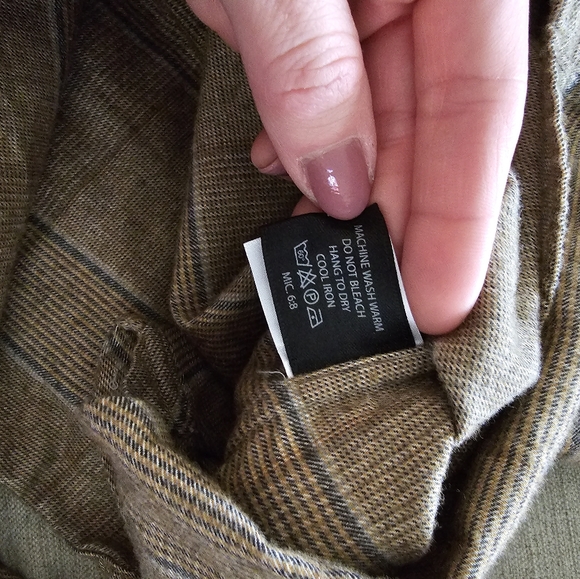 MACHINE WASH WARM
DO NOT BLEACH
HANG TO DRY
COOL IRON
MIC. 68